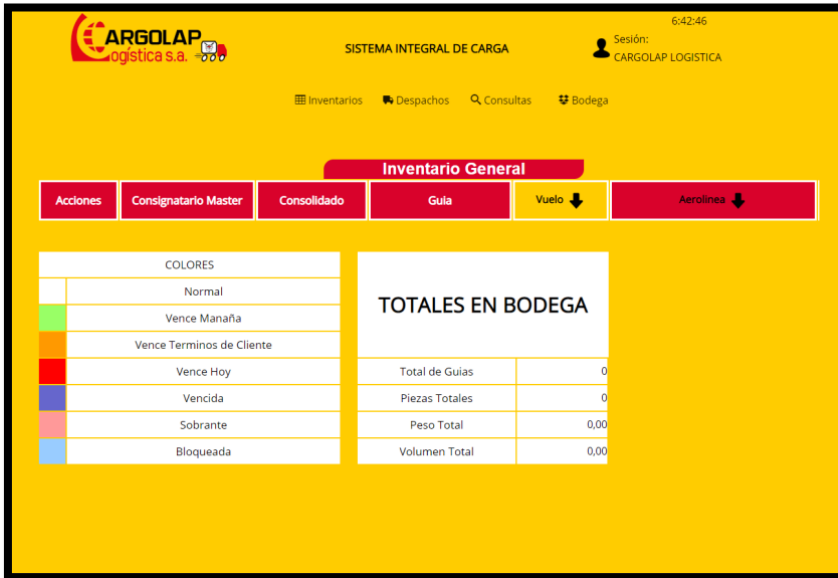 6:42:46
CARGOLAP
Logística s.a.
SISTEMA INTEGRAL DE CARGA
Sesión:
CARGOLAP LOGISTICA
Inventarios Despachos Consultas Bodega
Inventario General
Acciones Consignatario Master Consolidado Guia Vuelo Aerolinea
COLORES
Normal
Vence Manaña
Vence Terminos de Cliente
Vence Hoy
Vencida
Sobrante
Bloqueada
TOTALES EN BODEGA
Total de Guias 0
Piezas Totales 0
Peso Total 0,00
Volumen Total 0,00